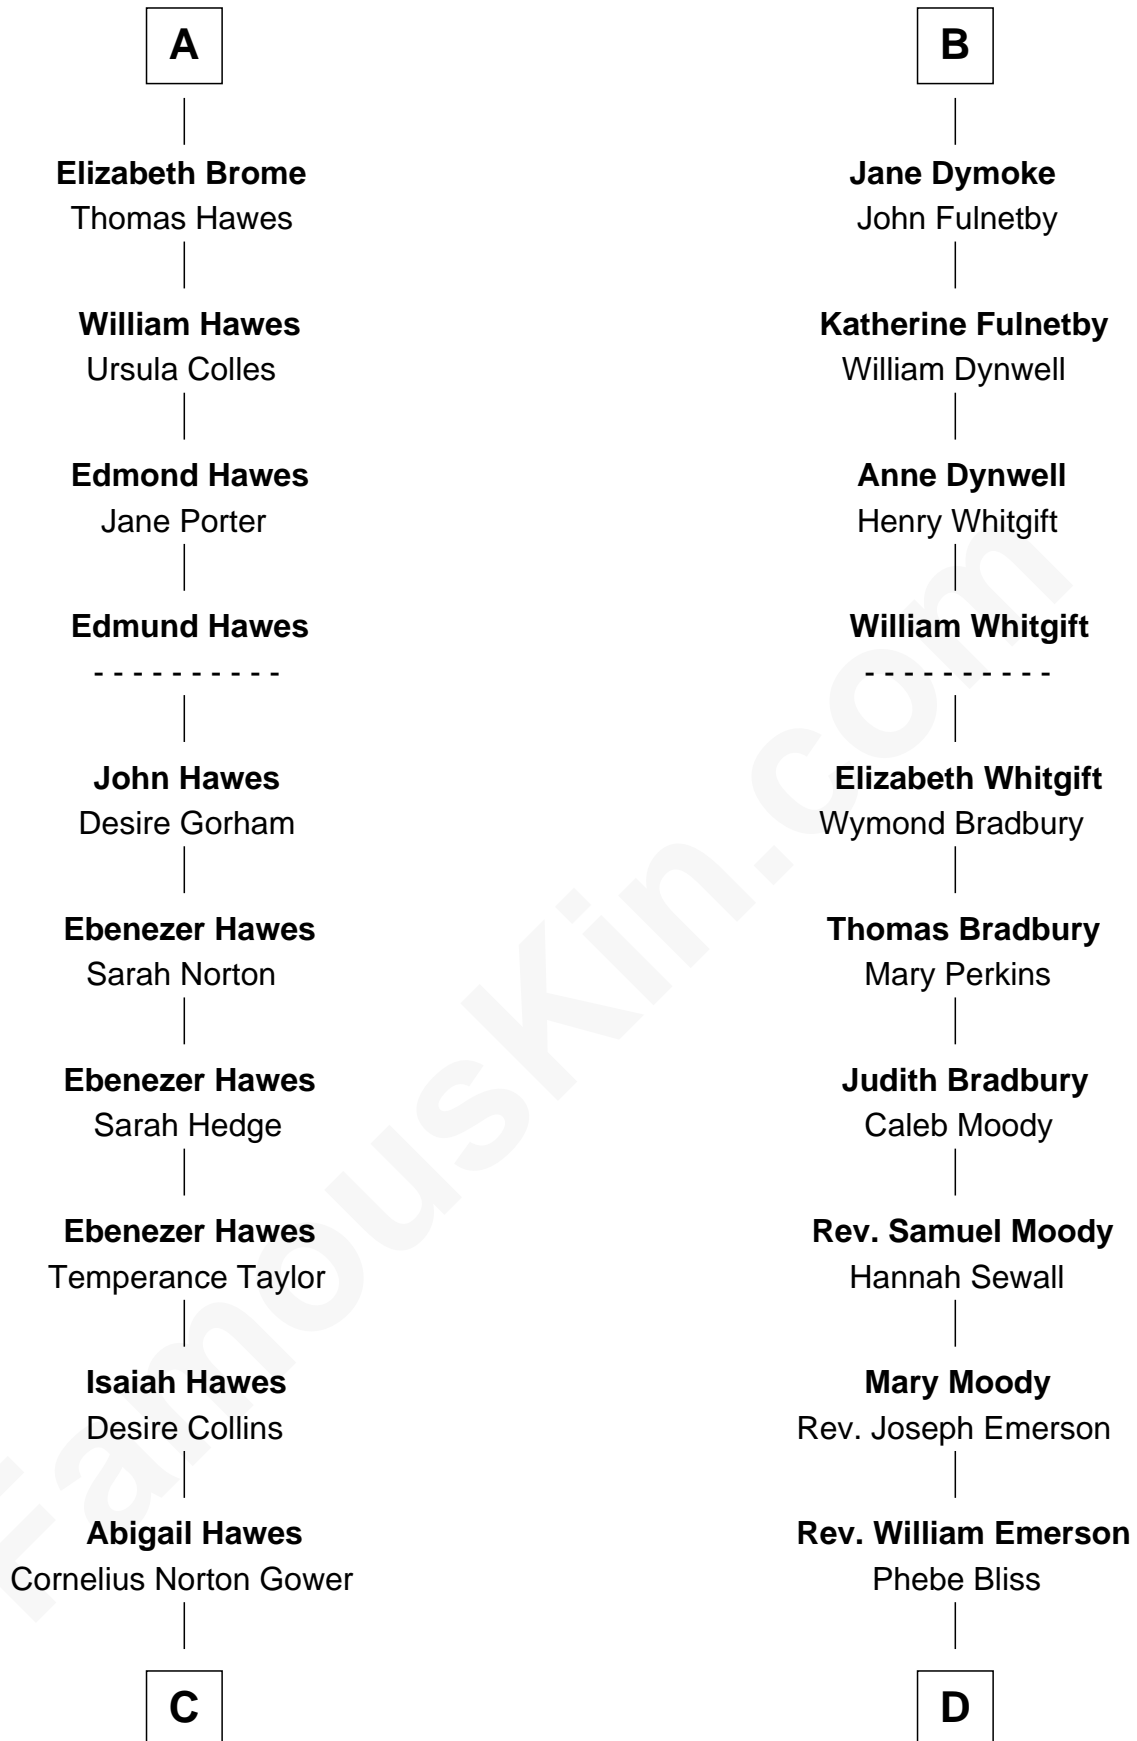 A
Elizabeth Brome
Thomas Hawes
William Hawes
Ursula Colles
Edmond Hawes
Jane Porter
Edmund Hawes
- - - - - - - - - -
John Hawes
Desire Gorham
Ebenezer Hawes
Sarah Norton
Ebenezer Hawes
Sarah Hedge
Ebenezer Hawes
Temperance Taylor
Isaiah Hawes
Desire Collins
Abigail Hawes
Cornelius Norton Gower
C
B
Jane Dymoke
John Fulnetby
Katherine Fulnetby
William Dynwell
Anne Dynwell
Henry Whitgift
William Whitgift
- - - - - - - - - -
Elizabeth Whitgift
Wymond Bradbury
Thomas Bradbury
Mary Perkins
Judith Bradbury
Caleb Moody
Rev. Samuel Moody
Hannah Sewall
Mary Moody
Rev. Joseph Emerson
Rev. William Emerson
Phebe Bliss
D
FamousKin.com